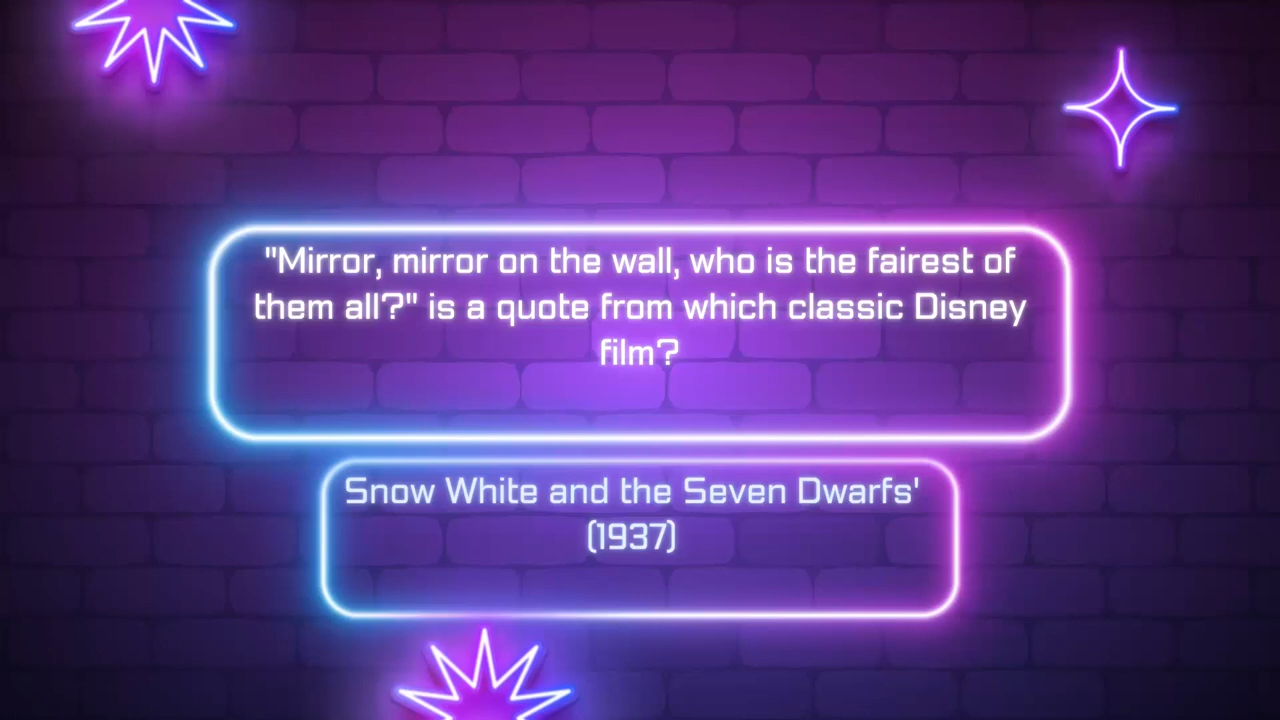 "Mirror, mirror on the wall, who is the fairest of
them all?" is a quote from which classic Disney
film?
Snow White and the Seven Dwarfs'
(1937)